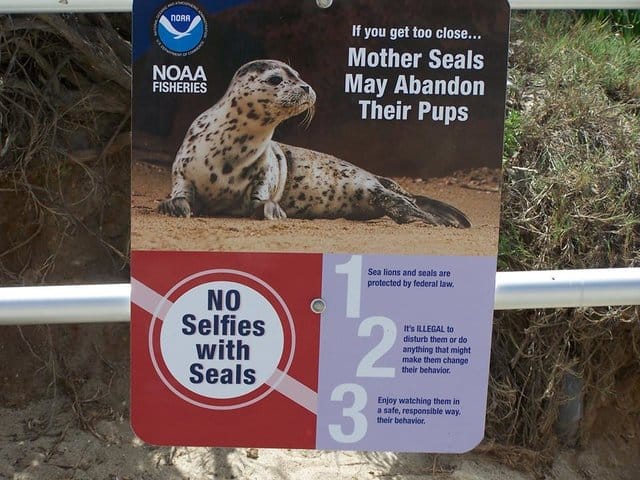 NOAA
NOAA
FISHERIES
If you get too close...
Mother Seals
May Abandon
Their Pups
NO
Selfies
with
Seals
1
Sea lions and seals are
protected by federal law.
2
It's ILLEGAL to
disturb them or do
anything that might
make them change
their behavior.
3
Enjoy watching them in
a safe, responsible way.
their behavior.